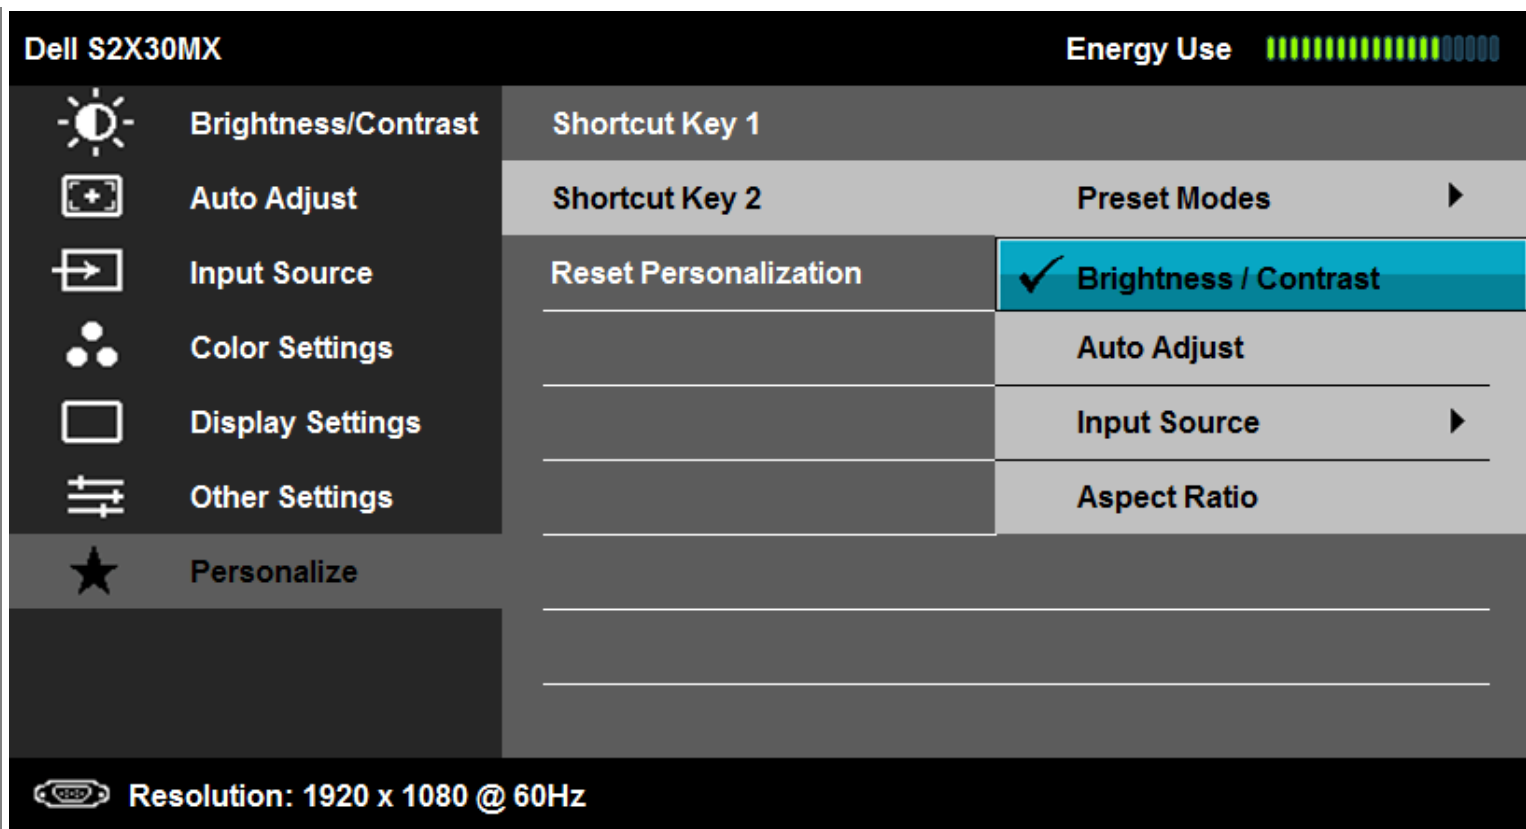 Dell S2X30MX Energy Use
Brightness/Contrast Shortcut Key 1
Auto Adjust Shortcut Key 2 Preset Modes
Input Source Reset Personalization Brightness / Contrast
Color Settings Auto Adjust
Display Settings Input Source
Other Settings Aspect Ratio
Personalize
Resolution: 1920 x 1080 @ 60Hz